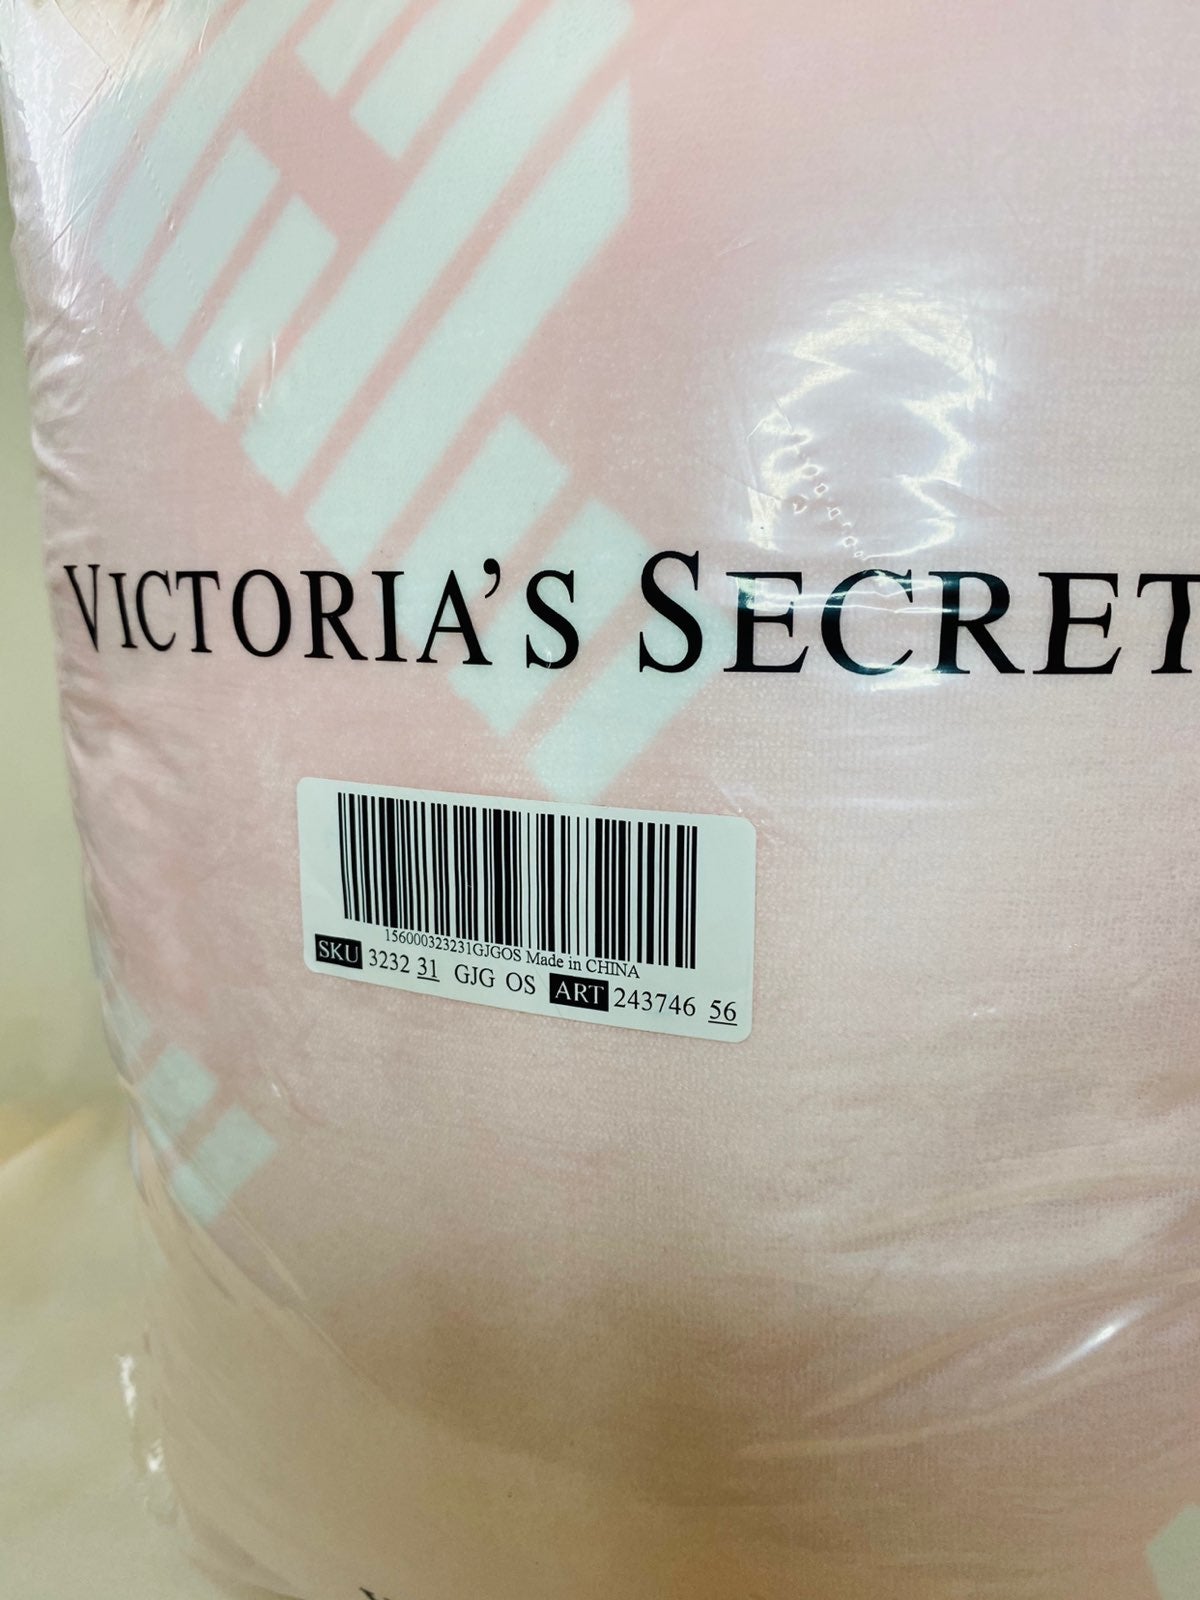 VICTORIA'S SECRET
156000323231GJGOS Made in CHINA
SKU 3232 31 GJG OS ART 243746 56